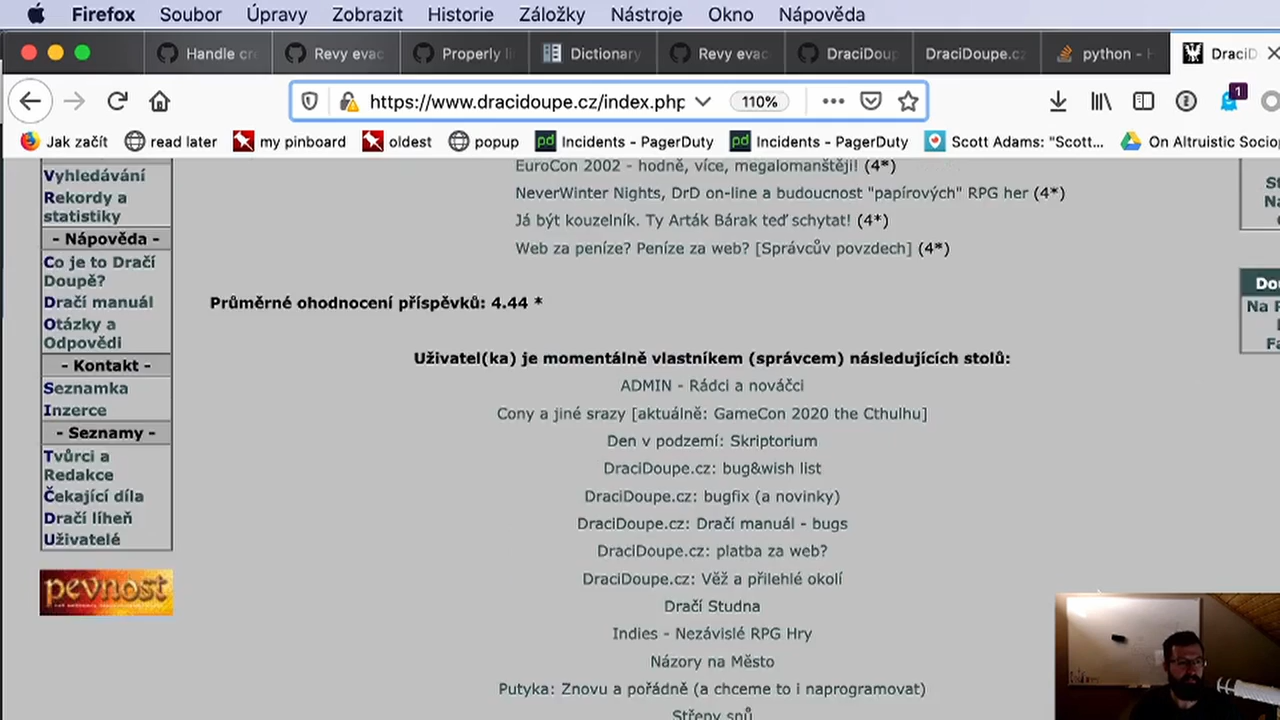 Firefox Soubor Úpravy Zobrazit Historie Záložky Nástroje Okno Nápověda
Handle Revy Properly Dictionary Revy DraciDoupe.cz python -
https://www.dracidoupe.cz/index.php 110% 1
Jak začít read later my pinboard oldest popup Incidents - PagerDuty Incidents - PagerDuty Scott Adams: "Scott... On Altruistic
EuroCon 2002 - hodně, více, megalomanštěji! (4*)
Vyhledávání
NeverWinter Nights, DrD on-line a budoucnost "papírových" RPG her (4*)
Rekordy a
statistiky
Já být kouzelník. Ty Arták Bárak teď schytat! (4*)
- Nápověda -
Web za peníze? Peníze za web? [Správcův povzdech] (4*)
Co je to Dračí
Doupě?
Dračí manuál
Průměrné ohodnocení příspěvků: 4.44 *
Otázky a
Odpovědi
- Kontakt -
Uživatel(ka) je momentálně vlastníkem (správcem) následujících stolů:
Seznamka
ADMIN - Rádci a nováčci
Inzerce
Cony a jiné srazy [aktuálně: GameCon 2020 the Cthulhu]
- Seznamy -
Den v podzemí: Skriptorium
Tvůrci a
Redakce
DraciDoupe.cz: bug&wish list
Čekající díla
DraciDoupe.cz: bugfix (a novinky)
Dračí líheň
DraciDoupe.cz: Dračí manuál - bugs
Uživatelé
DraciDoupe.cz: platba za web?
pevnost
DraciDoupe.cz: Věž a přilehlé okolí
Dračí Studna
Indies - Nezávislé RPG Hry
Názory na Město
Putyka: Znovu a pořádně (a chceme to i naprogramovat)
Střepy snů